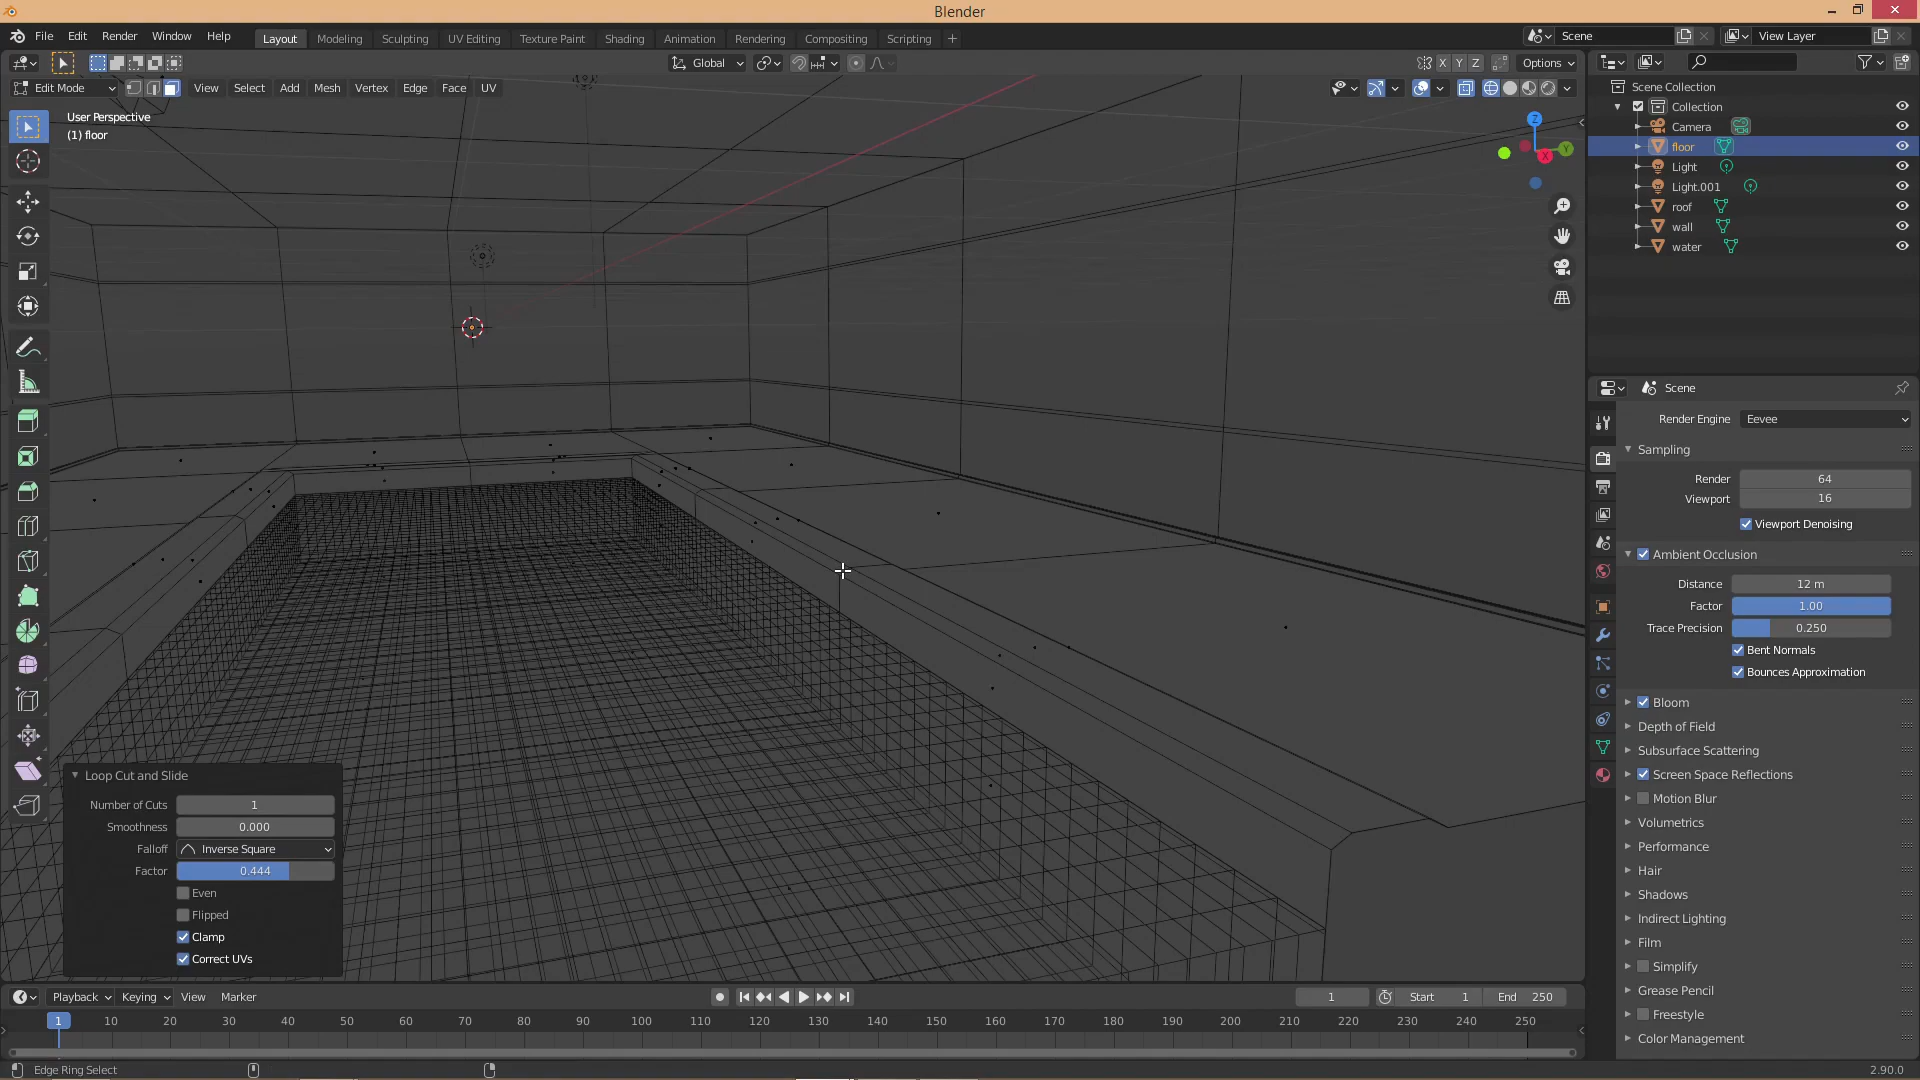 Blender
File Edit Render Window Help Layout Modeling Sculpting UV Editing Texture Paint Shading Animation Rendering Compositing Scripting + Scene View Layer
Global X Y Z Options
Edit Mode View Select Add Mesh Vertex Edge Face UV
User Perspective
(1) floor
Z
Y
X
Scene Collection
Collection
Camera
floor
Light
Light.001
roof
wall
water
Scene
Render Engine Eevee
Sampling
Render 64
Viewport 16
Viewport Denoising
Ambient Occlusion
Distance 12 m
Factor 1.00
Trace Precision 0.250
Bent Normals
Bounces Approximation
Bloom
Depth of Field
Subsurface Scattering
Screen Space Reflections
Motion Blur
Volumetrics
Performance
Hair
Shadows
Indirect Lighting
Film
Simplify
Grease Pencil
Freestyle
Color Management
Loop Cut and Slide
Number of Cuts 1
Smoothness 0.000
Falloff Inverse Square
Factor 0.444
Even
Flipped
Clamp
Correct UVs
Playback Keying View Marker 1 Start 1 End 250
1 10 20 30 40 50 60 70 80 90 100 110 120 130 140 150 160 170 180 190 200 210 220 230 240 250
Edge Ring Select 2.90.0